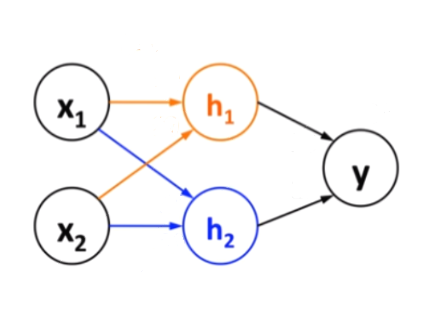 x₁
h₁
y
x₂
h₂